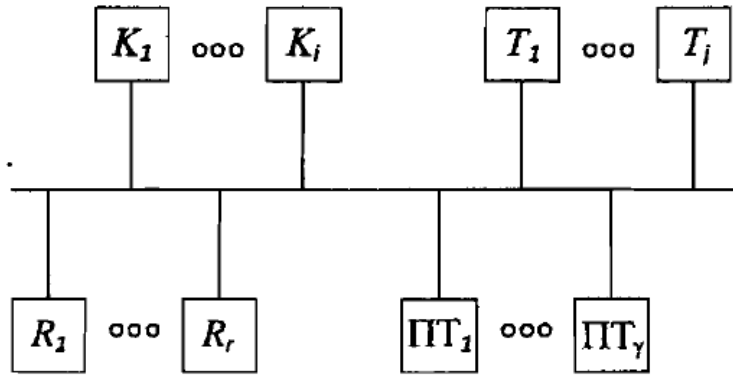 K₁ ooo Kᵢ T₁ ooo Tⱼ
R₁ ooo Rᵣ ПТ₁ ooo ПТᵧ